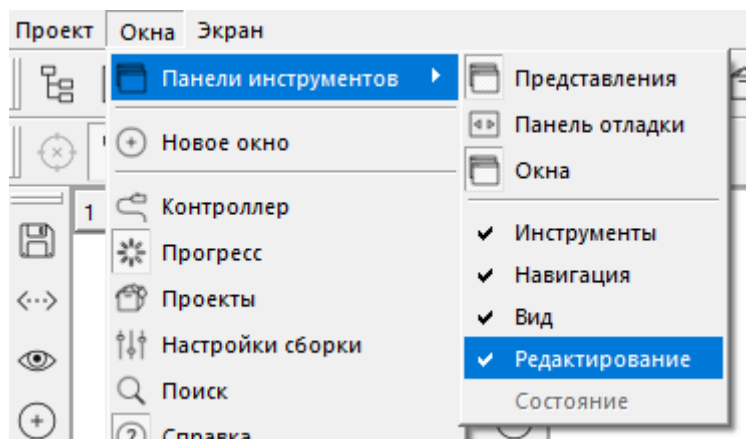 Проект Окна Экран
Панели инструментов
Новое окно
1
Контроллер
Прогресс
Проекты
Настройки сборки
Поиск
Справка
Представления
Панель отладки
Окна
Инструменты
Навигация
Вид
Редактирование
Состояние